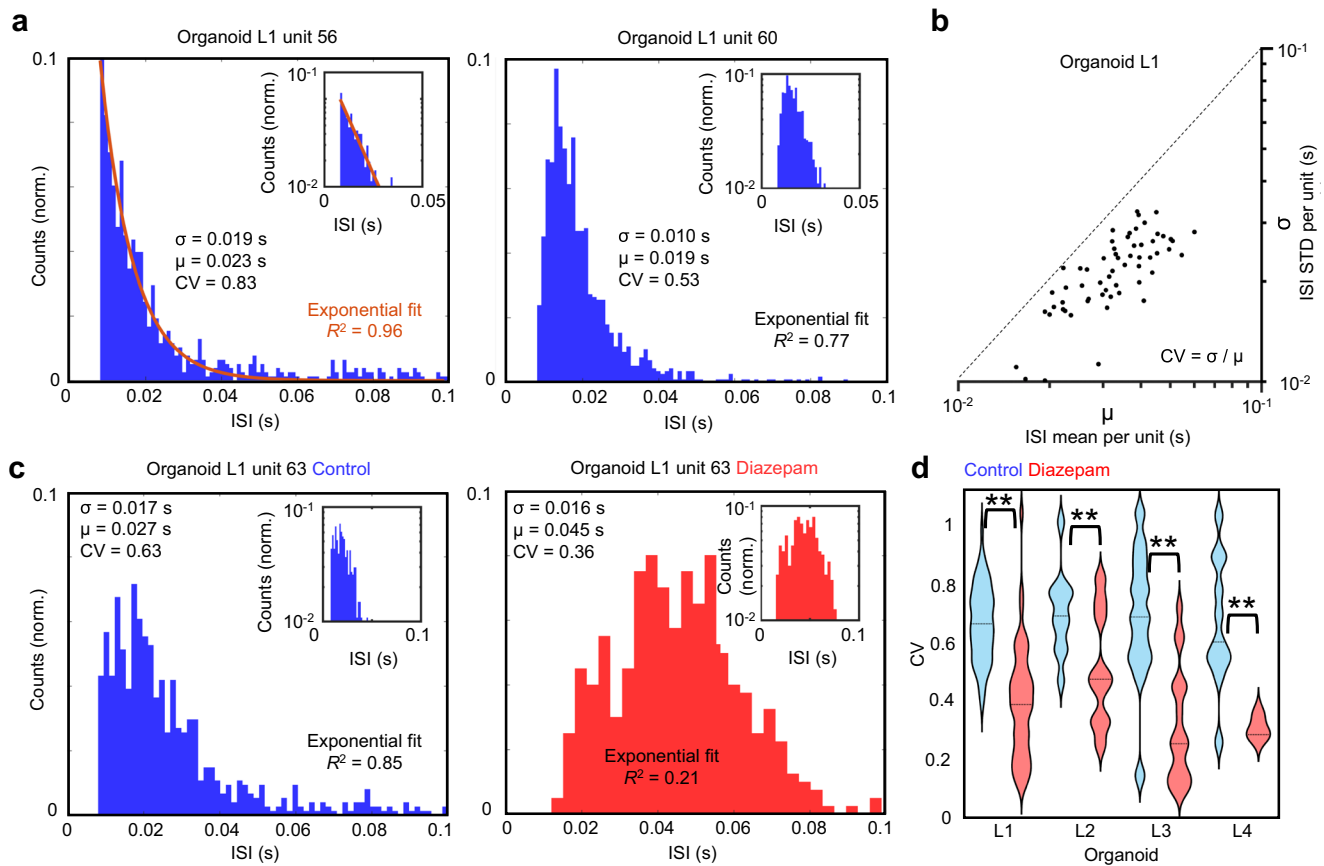 a
Organoid L1 unit 56
0.1
Counts (norm.)
0
0
0.02
0.04
0.06
0.08
0.1
ISI (s)
σ = 0.019 s
μ = 0.023 s
CV = 0.83
Exponential fit
R² = 0.96
10⁻¹
Counts (norm.)
10⁻²
0
0.05
ISI (s)
Organoid L1 unit 60
0.1
0
0
0.02
0.04
0.06
0.08
0.1
ISI (s)
σ = 0.010 s
μ = 0.019 s
CV = 0.53
Exponential fit
R² = 0.77
10⁻¹
Counts (norm.)
10⁻²
0
0.05
ISI (s)
b
Organoid L1
10⁻¹
σ
ISI STD per unit (s)
10⁻²
CV = σ / μ
10⁻²
μ
10⁻¹
ISI mean per unit (s)
c
Organoid L1 unit 63 Control
0.1
σ = 0.017 s
μ = 0.027 s
CV = 0.63
Counts (norm.)
0
0
0.02
0.04
0.06
0.08
0.1
ISI (s)
Exponential fit
R² = 0.85
10⁻¹
Counts (norm.)
10⁻²
0
0.1
ISI (s)
Organoid L1 unit 63 Diazepam
0.1
σ = 0.016 s
μ = 0.045 s
CV = 0.36
0
0
0.02
0.04
0.06
0.08
0.1
ISI (s)
Exponential fit
R² = 0.21
10⁻¹
Counts
(norm.)
10⁻²
0
0.1
ISI (s)
d
Control Diazepam
1
0.8
0.6
0.4
0.2
0
CV
**
**
**
**
L1
L2
L3
L4
Organoid